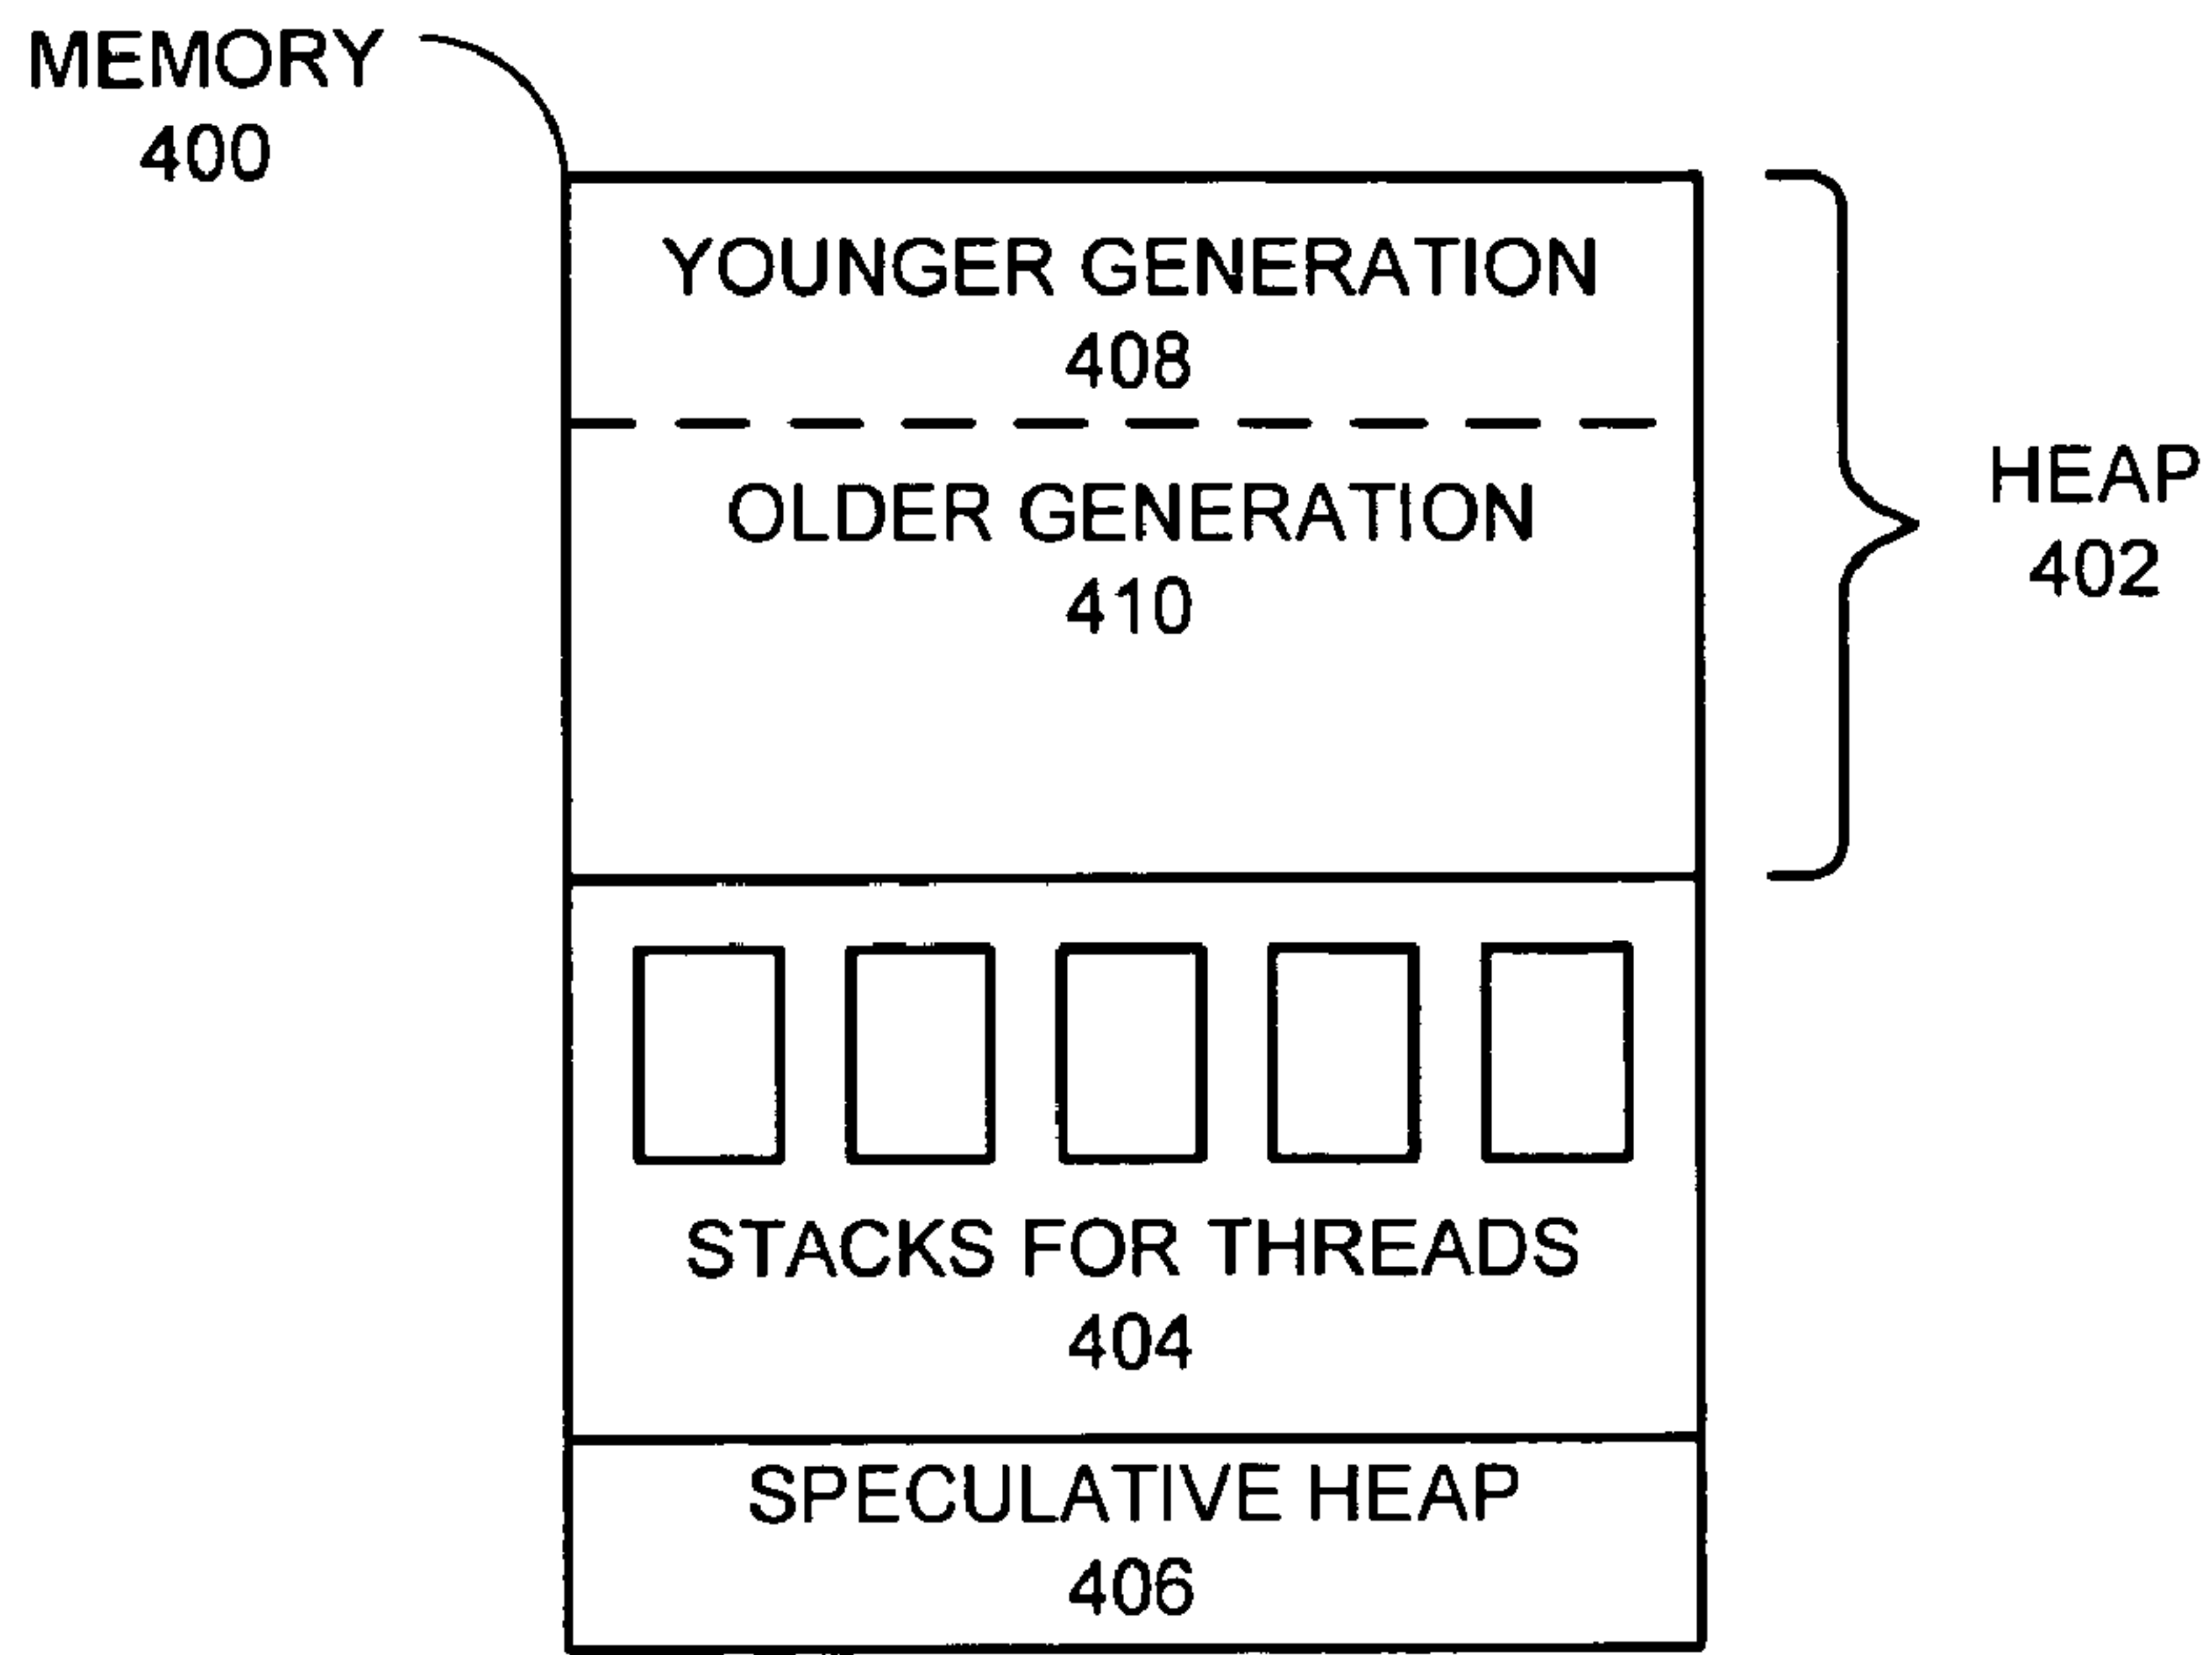 MEMORY
400
YOUNGER GENERATION
408
OLDER GENERATION
410
HEAP
402
STACKS FOR THREADS
404
SPECULATIVE HEAP
406